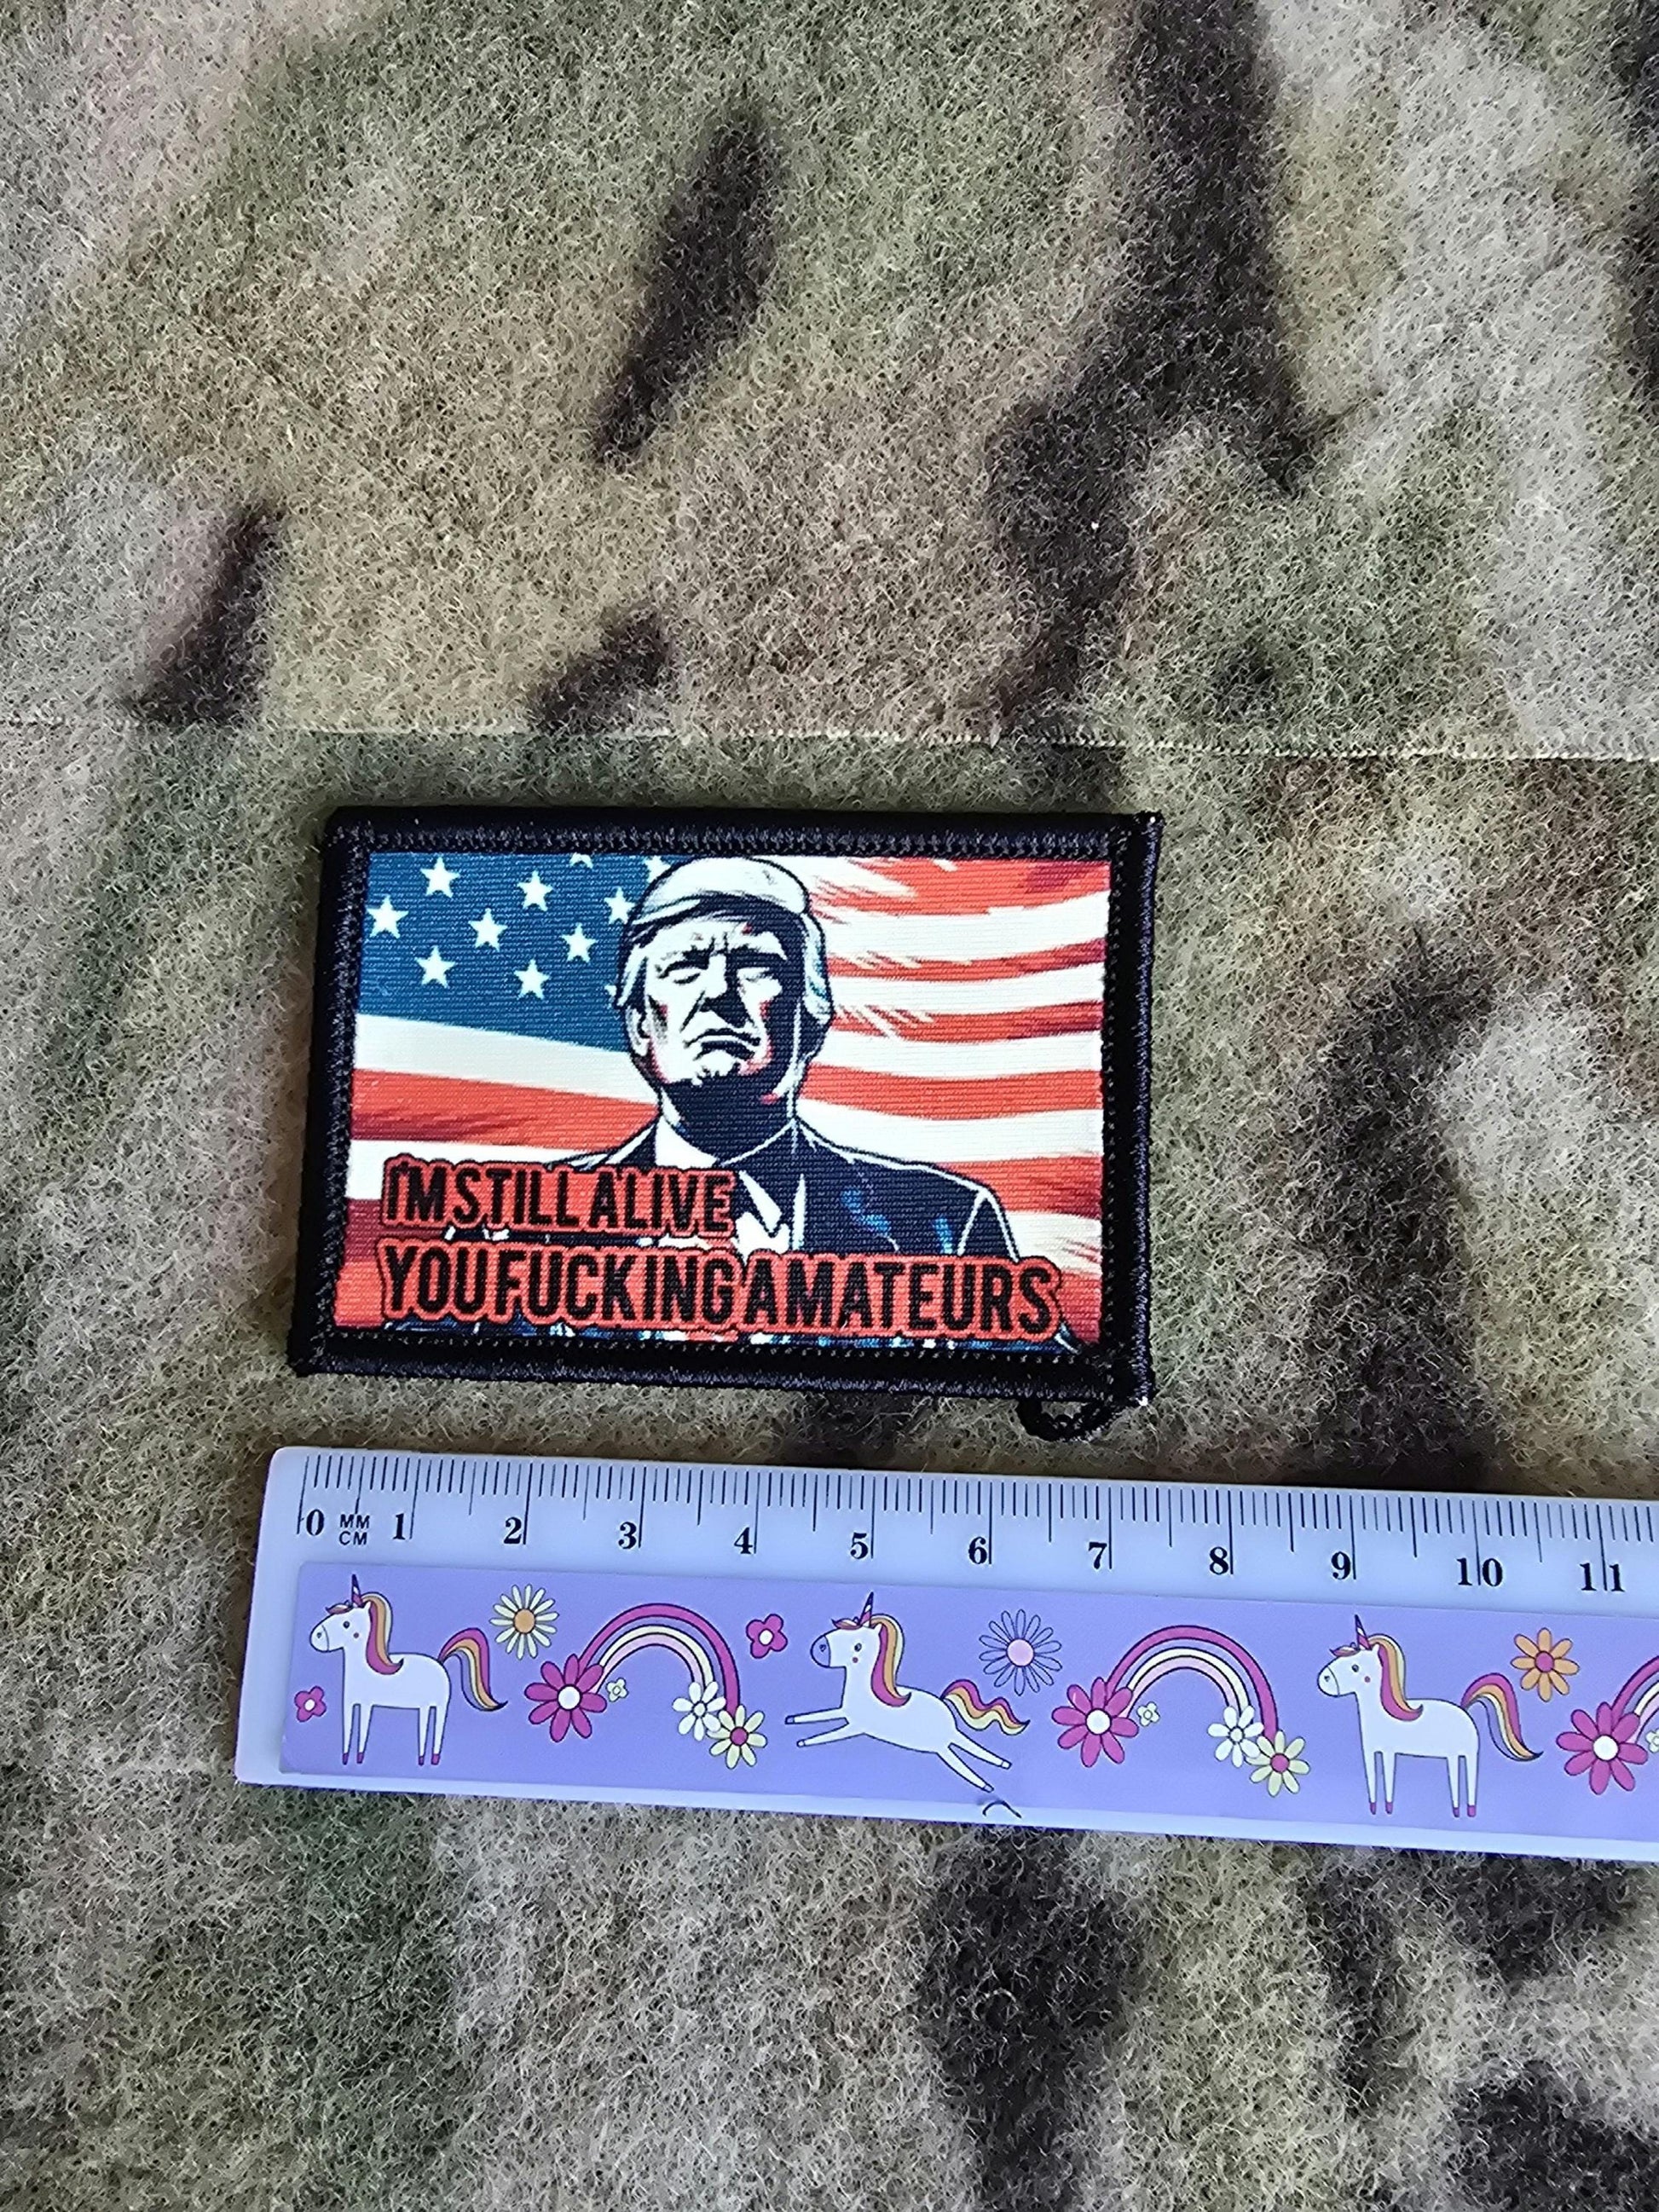 I'M STILL ALIVE
YOU FUCKING AMATEURS
0 MM 1 2 3 4 5 6 7 8 9 10 11
CM